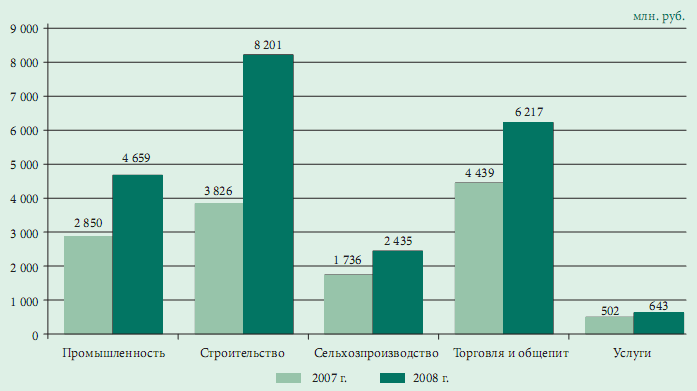 млн. руб.
9 000
8 201
8 000
7 000
6 217
6 000
5 000
4 659
4 439
4 000
3 826
3 000
2 850
2 435
2 000
1 736
1 000
502
643
0
Промышленность
Строительство
Сельхозпроизводство
Торговля и общепит
Услуги
2007 г.
2008 г.